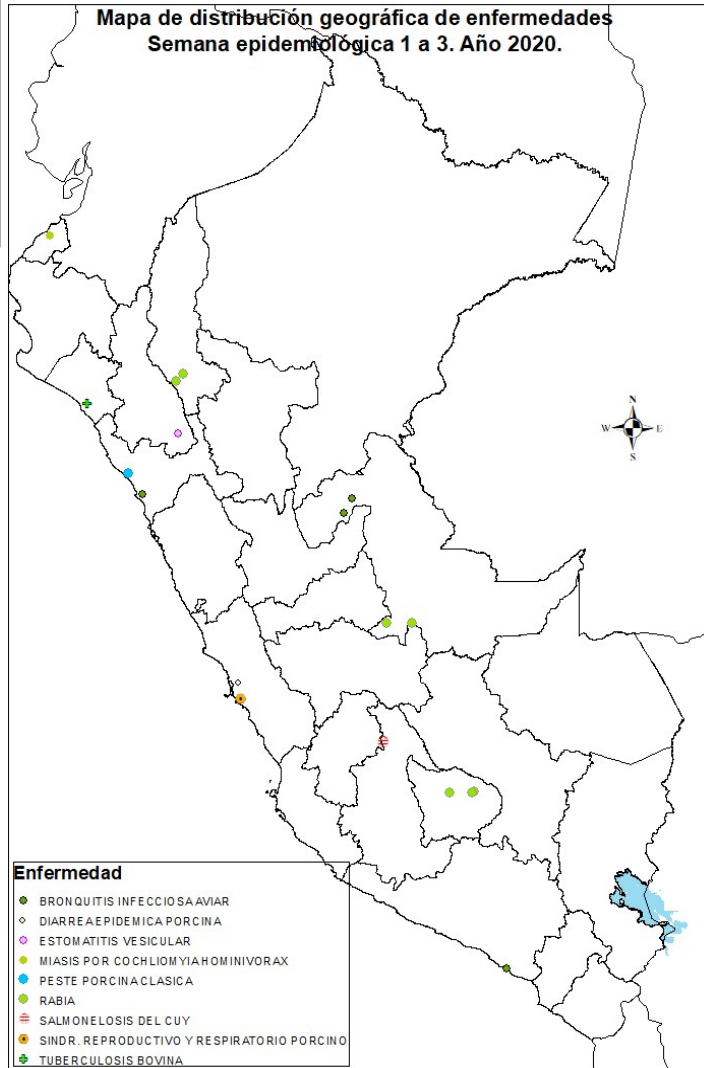 Mapa de distribución geográfica de enfermedades
Semana epidemiológica 1 a 3. Año 2020.
N
W E
S
Enfermedad
BRONQUITIS INFECCIOSA AVIAR
DIARREA EPIDEMICA PORCINA
ESTOMATITIS VESICULAR
MIASIS POR COCHLIOMYIA HOMINIVORAX
PESTE PORCINA CLASICA
RABIA
SALMONELOSIS DEL CUY
SINDR. REPRODUCTIVO Y RESPIRATORIO PORCINO
TUBERCULOSIS BOVINA